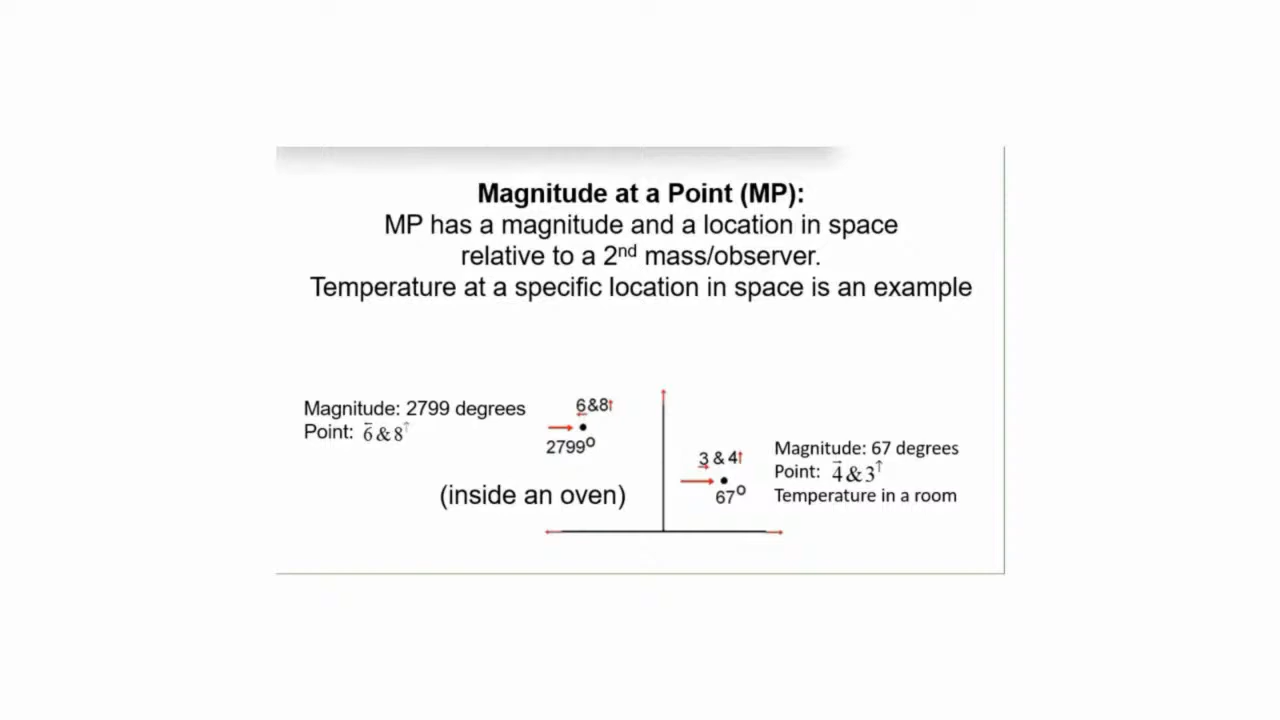 Magnitude at a Point (MP):
MP has a magnitude and a location in space
relative to a 2nd mass/observer.
Temperature at a specific location in space is an example
Magnitude: 2799 degrees
Point: 6̄ & 8↑
6&8↑
2799⁰
(inside an oven)
3 & 4↑
67⁰
Magnitude: 67 degrees
Point: 4⃗ & 3↑
Temperature in a room